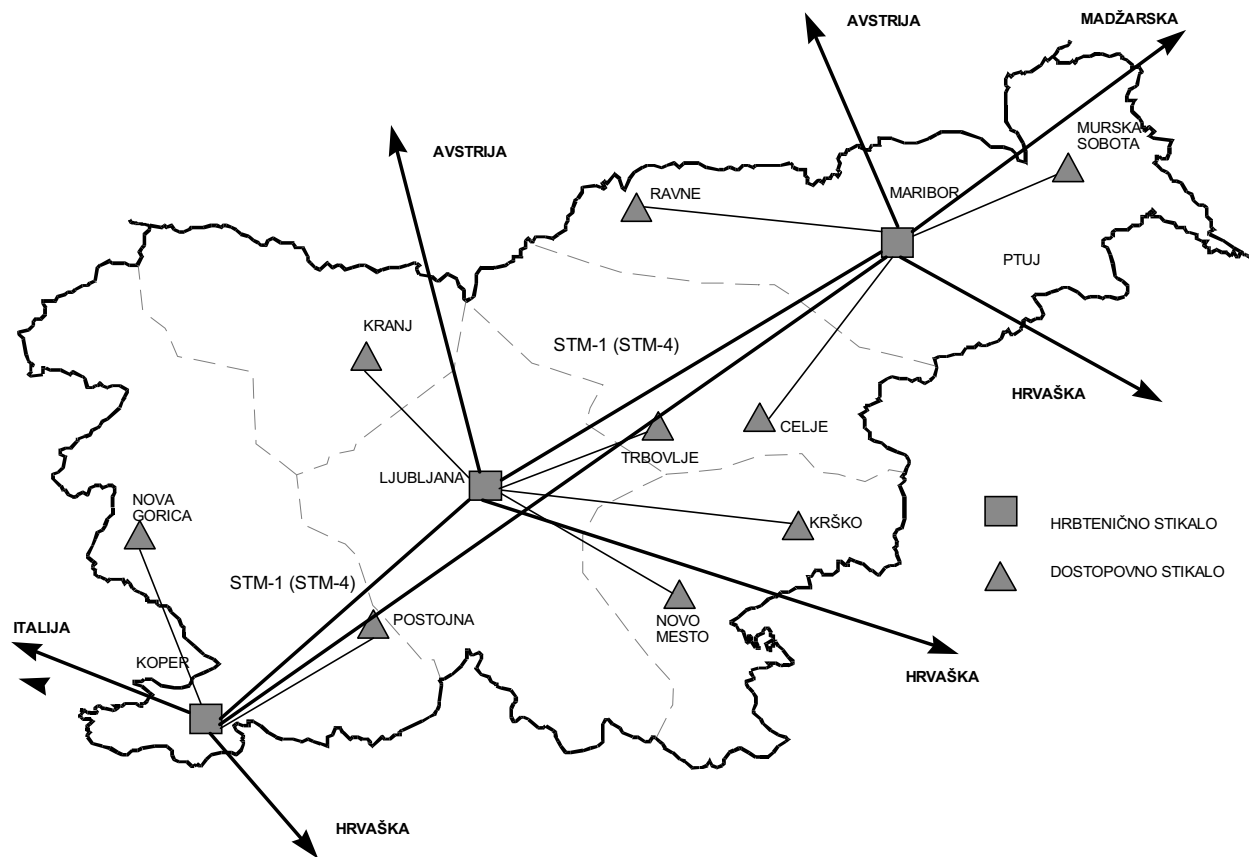 AVSTRIJA
MADŽARSKA
AVSTRIJA
MURSKA
SOBOTA
RAVNE
MARIBOR
PTUJ
KRANJ
STM-1 (STM-4)
HRVAŠKA
CELJE
TRBOVLJE
LJUBLJANA
NOVA
GORICA
KRŠKO
HRBTENIČNO STIKALO
STM-1 (STM-4)
DOSTOPOVNO STIKALO
POSTOJNA
NOVO
MESTO
ITALIJA
KOPER
HRVAŠKA
HRVAŠKA